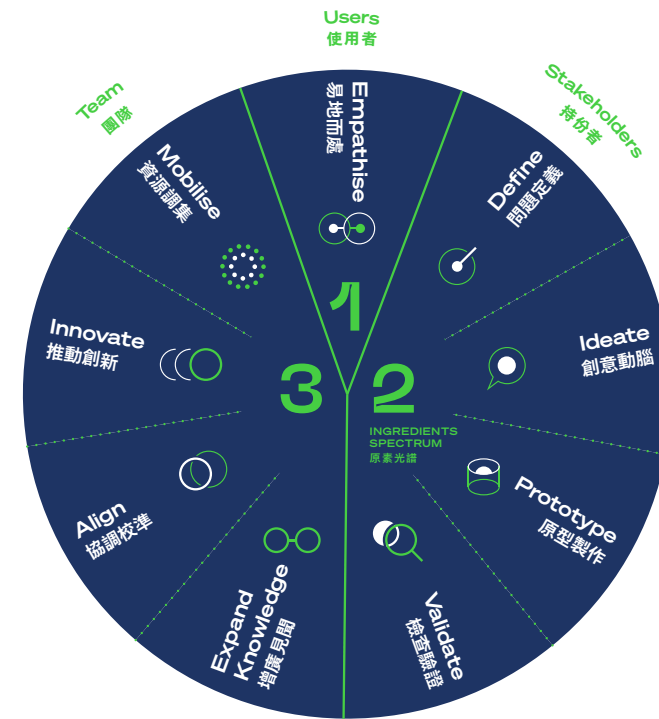 Users
使用者
Team
團隊
Stakeholders
持份者
Empathise
易地而處
1
Define
問題定義
Ideate
創意動腦
2
INGREDIENTS
SPECTRUM
原素光譜
Prototype
原型製作
Validate
檢查驗證
3
Expand
Knowledge
增廣見聞
Align
協調校準
Innovate
推動創新
Mobilise
資源調集